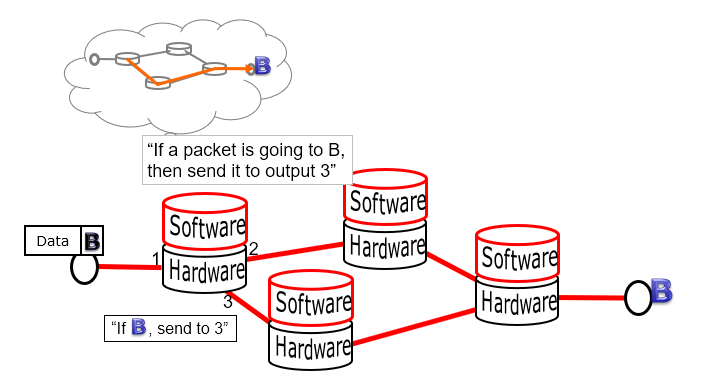 B
“If a packet is going to B,
then send it to output 3”
Software
Hardware
Software
Hardware
Software
Hardware
Software
Hardware
Data B
1
2
3
B
“If B, send to 3”